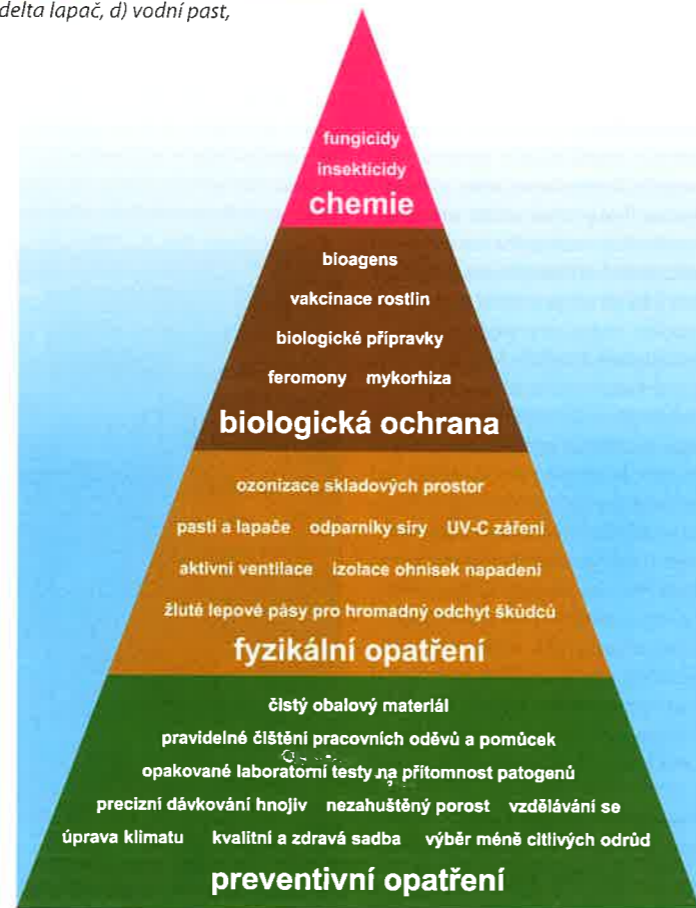 delta lapač, d) vodní past,
fungicidy
insekticidy
chemie
bioagens
vakcinace rostlin
biologické přípravky
feromony mykorhiza
biologická ochrana
ozonizace skladových prostor
pasti a lapače odparníky síry UV-C záření
aktivní ventilace izolace ohnisek napadení
žluté lepové pásy pro hromadný odchyt škůdců
fyzikální opatření
čistý obalový materiál
pravidelné čištění pracovních oděvů a pomůcek
opakované laboratorní testy na přítomnost patogenů
precizní dávkování hnojiv nezahuštěný porost vzdělávání se
úprava klimatu kvalitní a zdravá sadba výběr méně citlivých odrůd
preventivní opatření